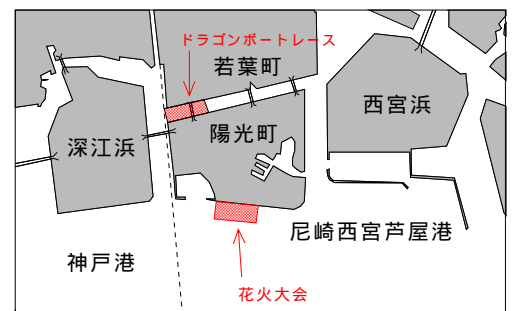 ドラゴンボートレース
若葉町
西宮浜
陽光町
深江浜
尼崎西宮芦屋港
神戸港
花火大会